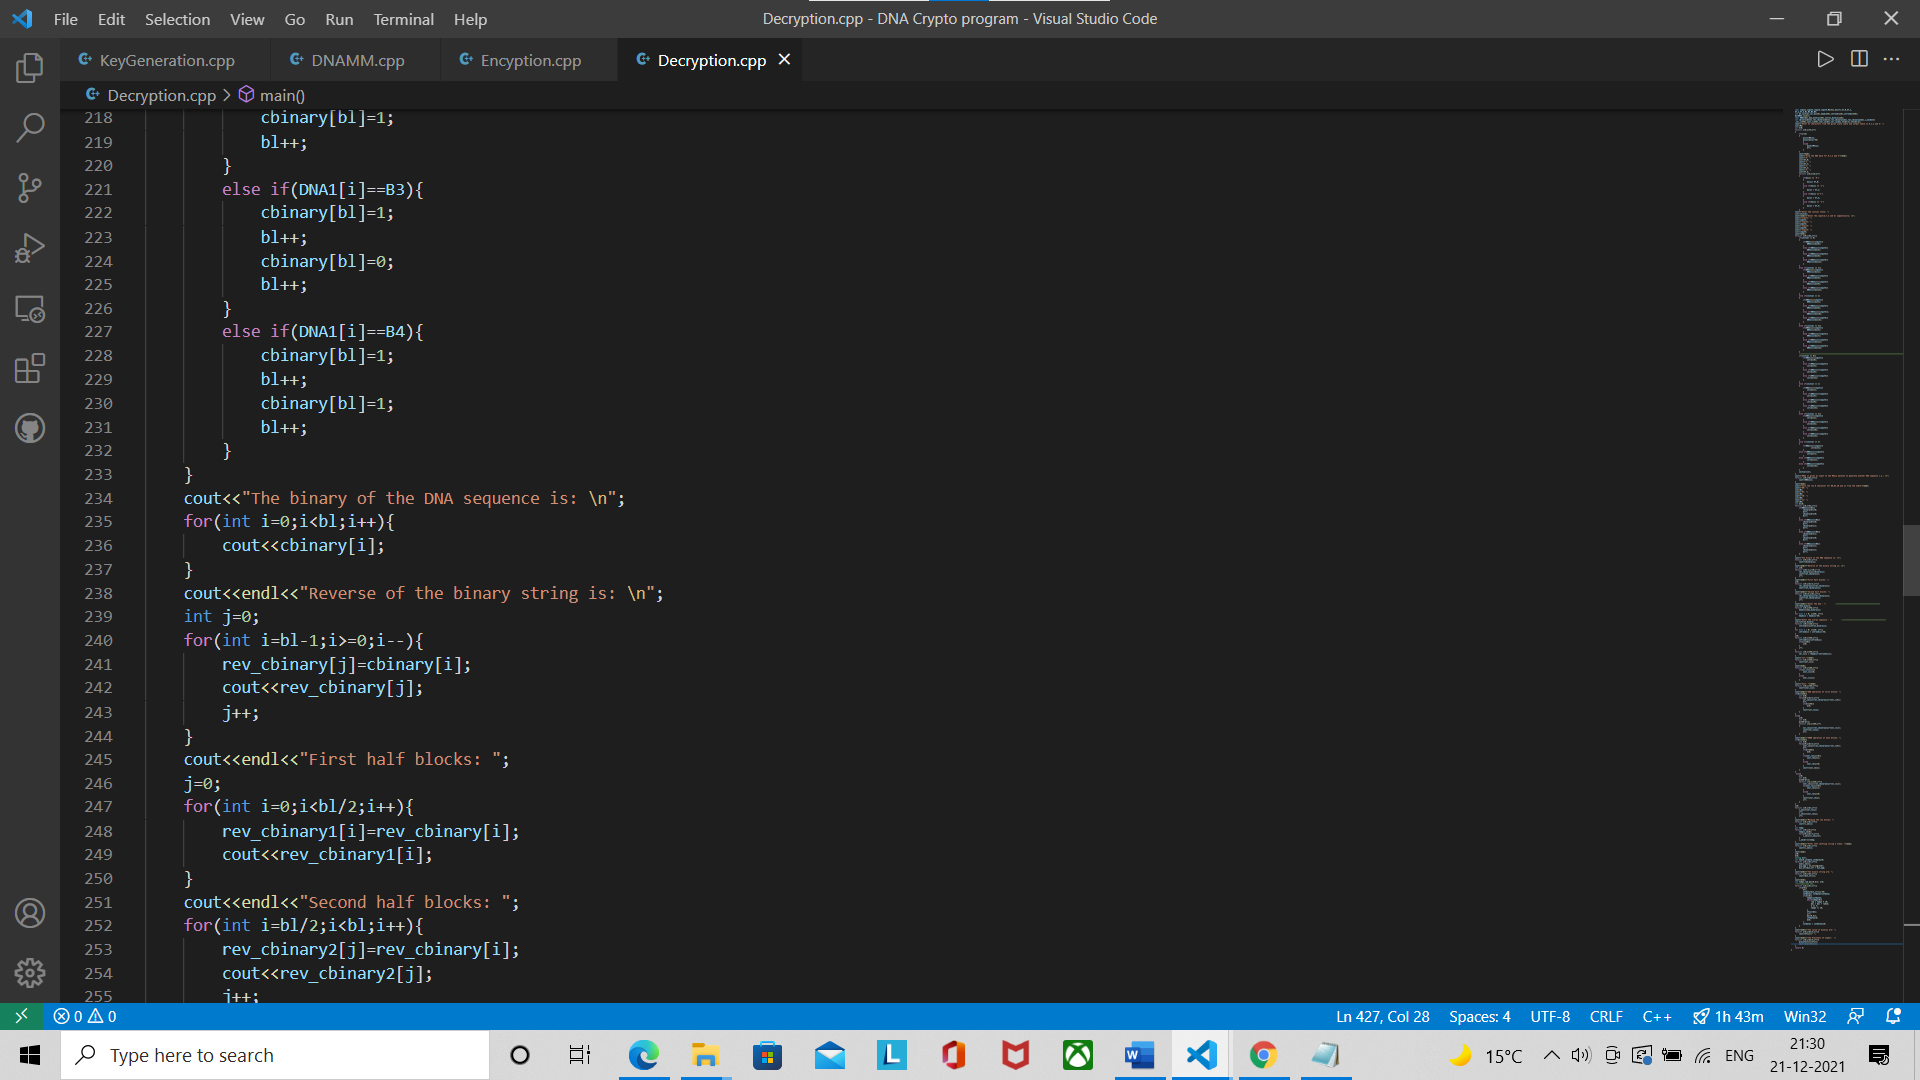 File Edit Selection View Go Run Terminal Help
Decryption.cpp - DNA Crypto program - Visual Studio Code
KeyGeneration.cpp DNAMM.cpp Encyption.cpp Decryption.cpp
Decryption.cpp > main()
218 cbinary[bl]=1;
219 bl++;
220 }
221 else if(DNA1[i]==B3){
222 cbinary[bl]=1;
223 bl++;
224 cbinary[bl]=0;
225 bl++;
226 }
227 else if(DNA1[i]==B4){
228 cbinary[bl]=1;
229 bl++;
230 cbinary[bl]=1;
231 bl++;
232 }
233 }
234 cout<<"The binary of the DNA sequence is: \n";
235 for(int i=0;i<bl;i++){
236 cout<<cbinary[i];
237 }
238 cout<<endl<<"Reverse of the binary string is: \n";
239 int j=0;
240 for(int i=bl-1;i>=0;i--){
241 rev_cbinary[j]=cbinary[i];
242 cout<<rev_cbinary[j];
243 j++;
244 }
245 cout<<endl<<"First half blocks: ";
246 j=0;
247 for(int i=0;i<bl/2;i++){
248 rev_cbinary1[i]=rev_cbinary[i];
249 cout<<rev_cbinary1[i];
250 }
251 cout<<endl<<"Second half blocks: ";
252 for(int i=bl/2;i<bl;i++){
253 rev_cbinary2[j]=rev_cbinary[i];
254 cout<<rev_cbinary2[j];
255 j++;
0 0 Ln 427, Col 28 Spaces: 4 UTF-8 CRLF C++ 1h 43m Win32
Type here to search
15°C ENG
21:30
21-12-2021